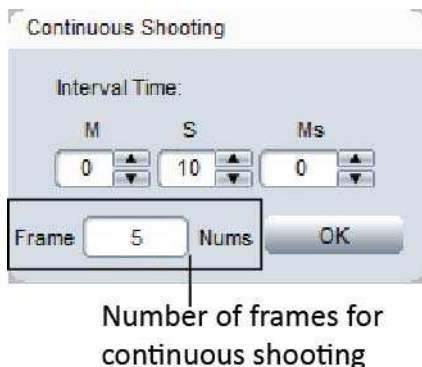 Continuous Shooting
Interval Time:
M S Ms
0 10 0
Frame 5 Nums OK
Number of frames for
continuous shooting